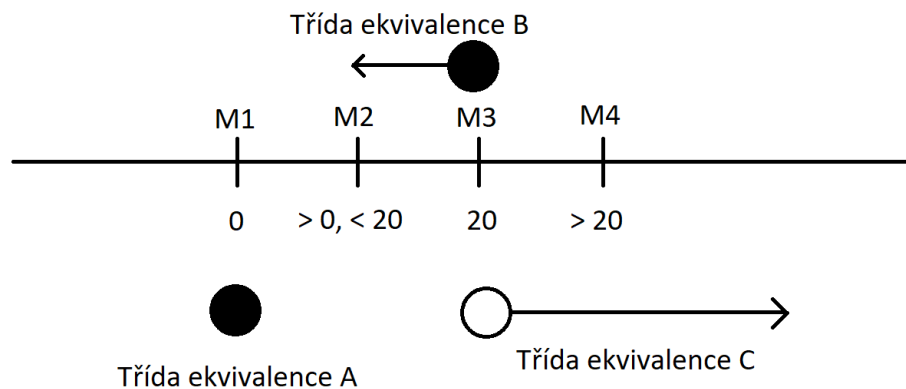 Třída ekvivalence B
M1 M2 M3 M4
0 > 0, < 20 20 > 20
Třída ekvivalence C
Třída ekvivalence A